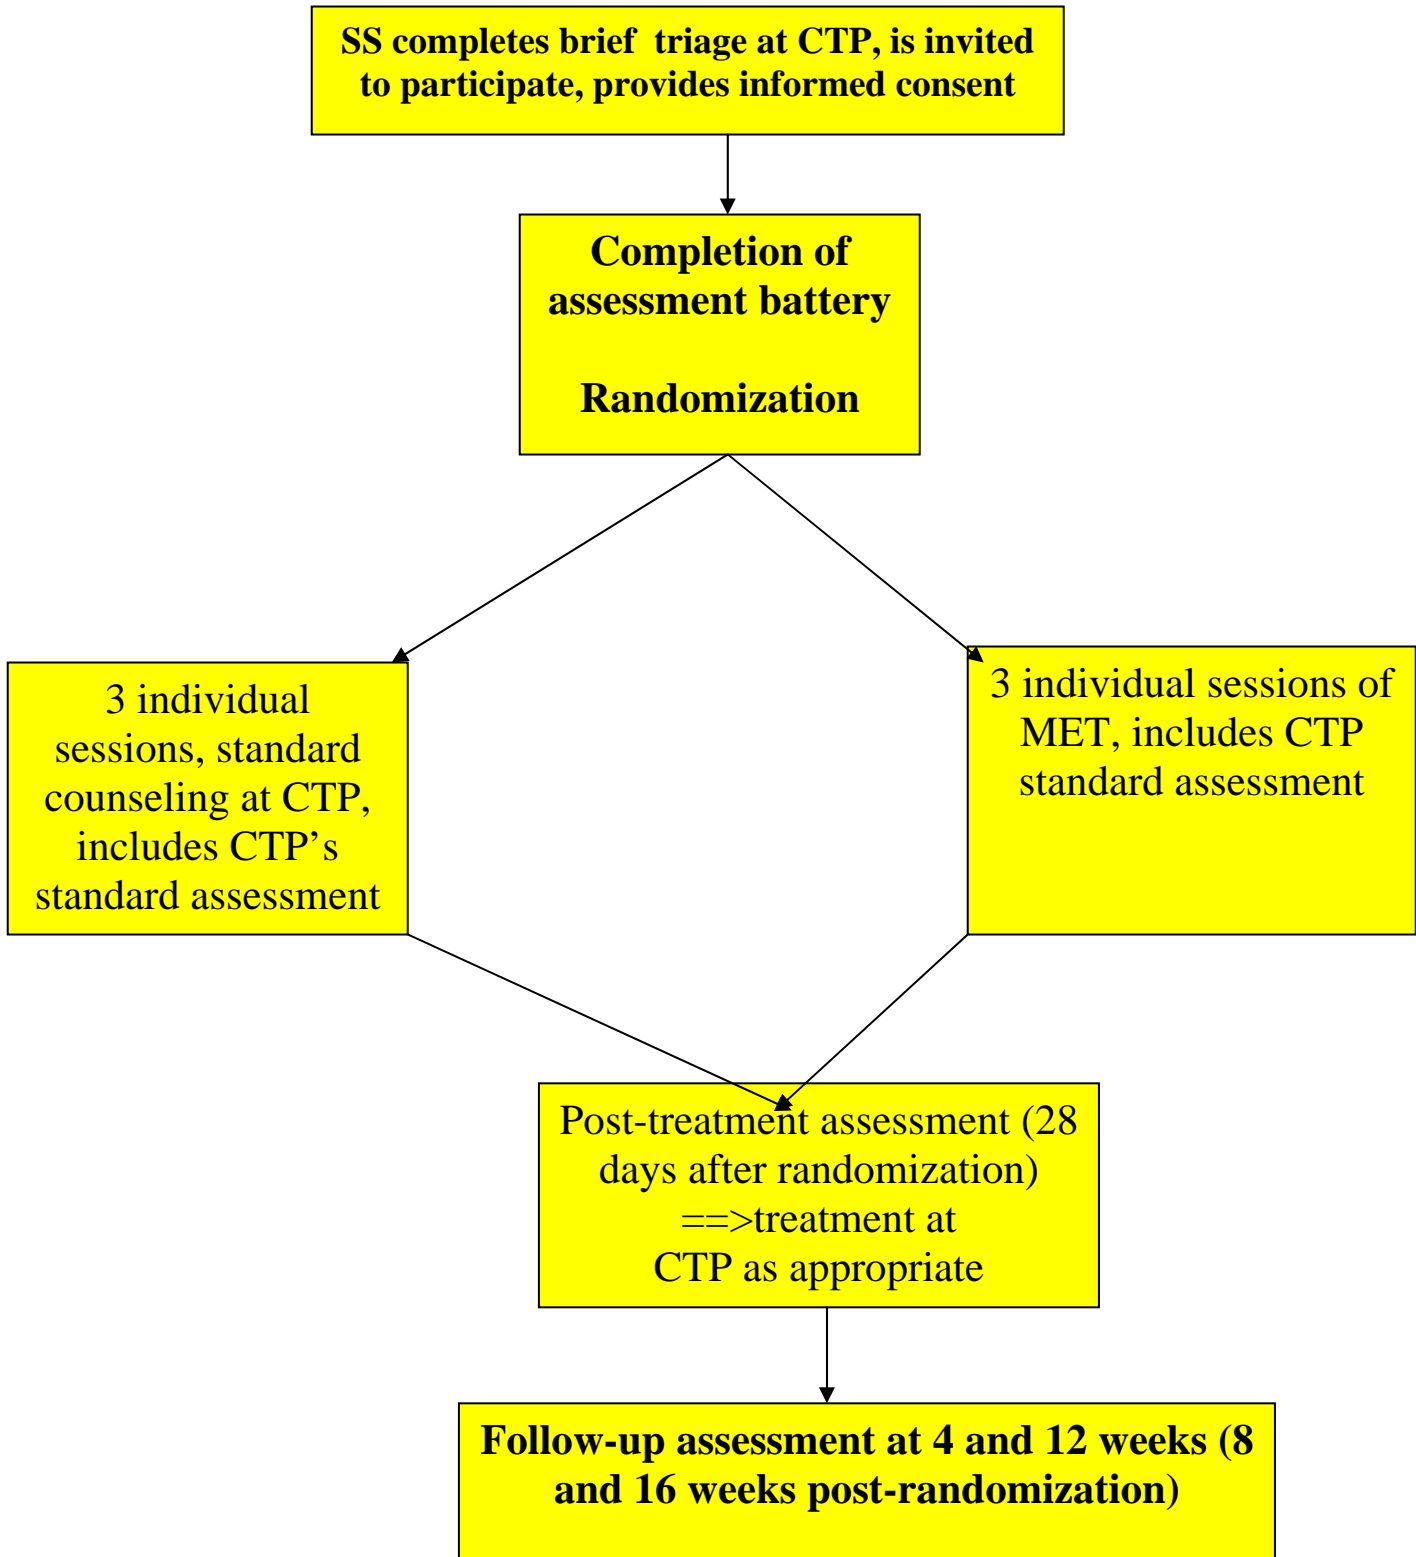 SS completes brief  triage at CTP, is invited
to participate, provides informed consent
Completion of
assessment battery
Randomization
3 individual
sessions, standard
counseling at CTP,
includes CTP’s
standard assessment
3 individual sessions of
MET, includes CTP
standard assessment
Post-treatment assessment (28
days after randomization)
==>treatment at
CTP as appropriate
Follow-up assessment at 4 and 12 weeks (8
and 16 weeks post-randomization)